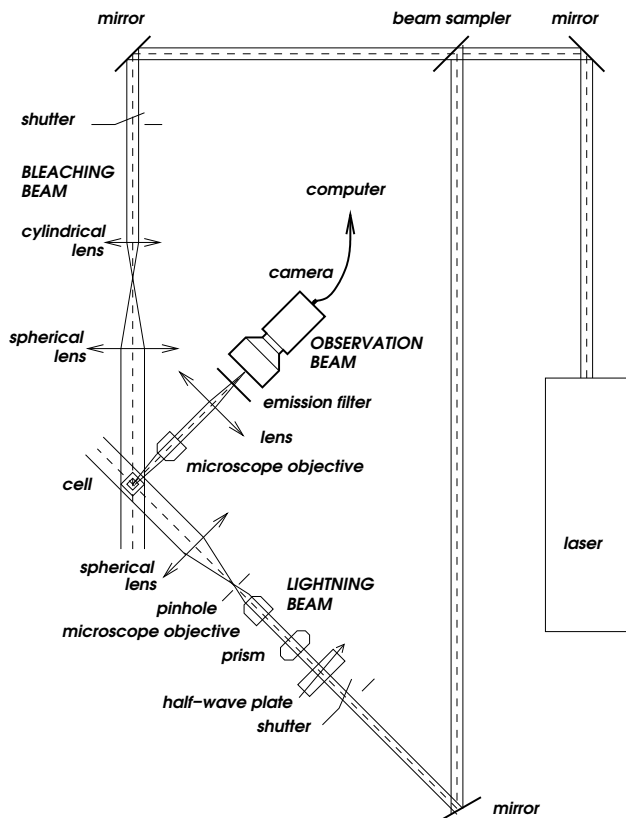 mirror
beam sampler
mirror
shutter
BLEACHING
BEAM
computer
cylindrical
lens
camera
spherical
lens
OBSERVATION
BEAM
emission filter
lens
microscope objective
cell
laser
spherical
lens
LIGHTNING
BEAM
pinhole
microscope objective
prism
half-wave plate
shutter
mirror